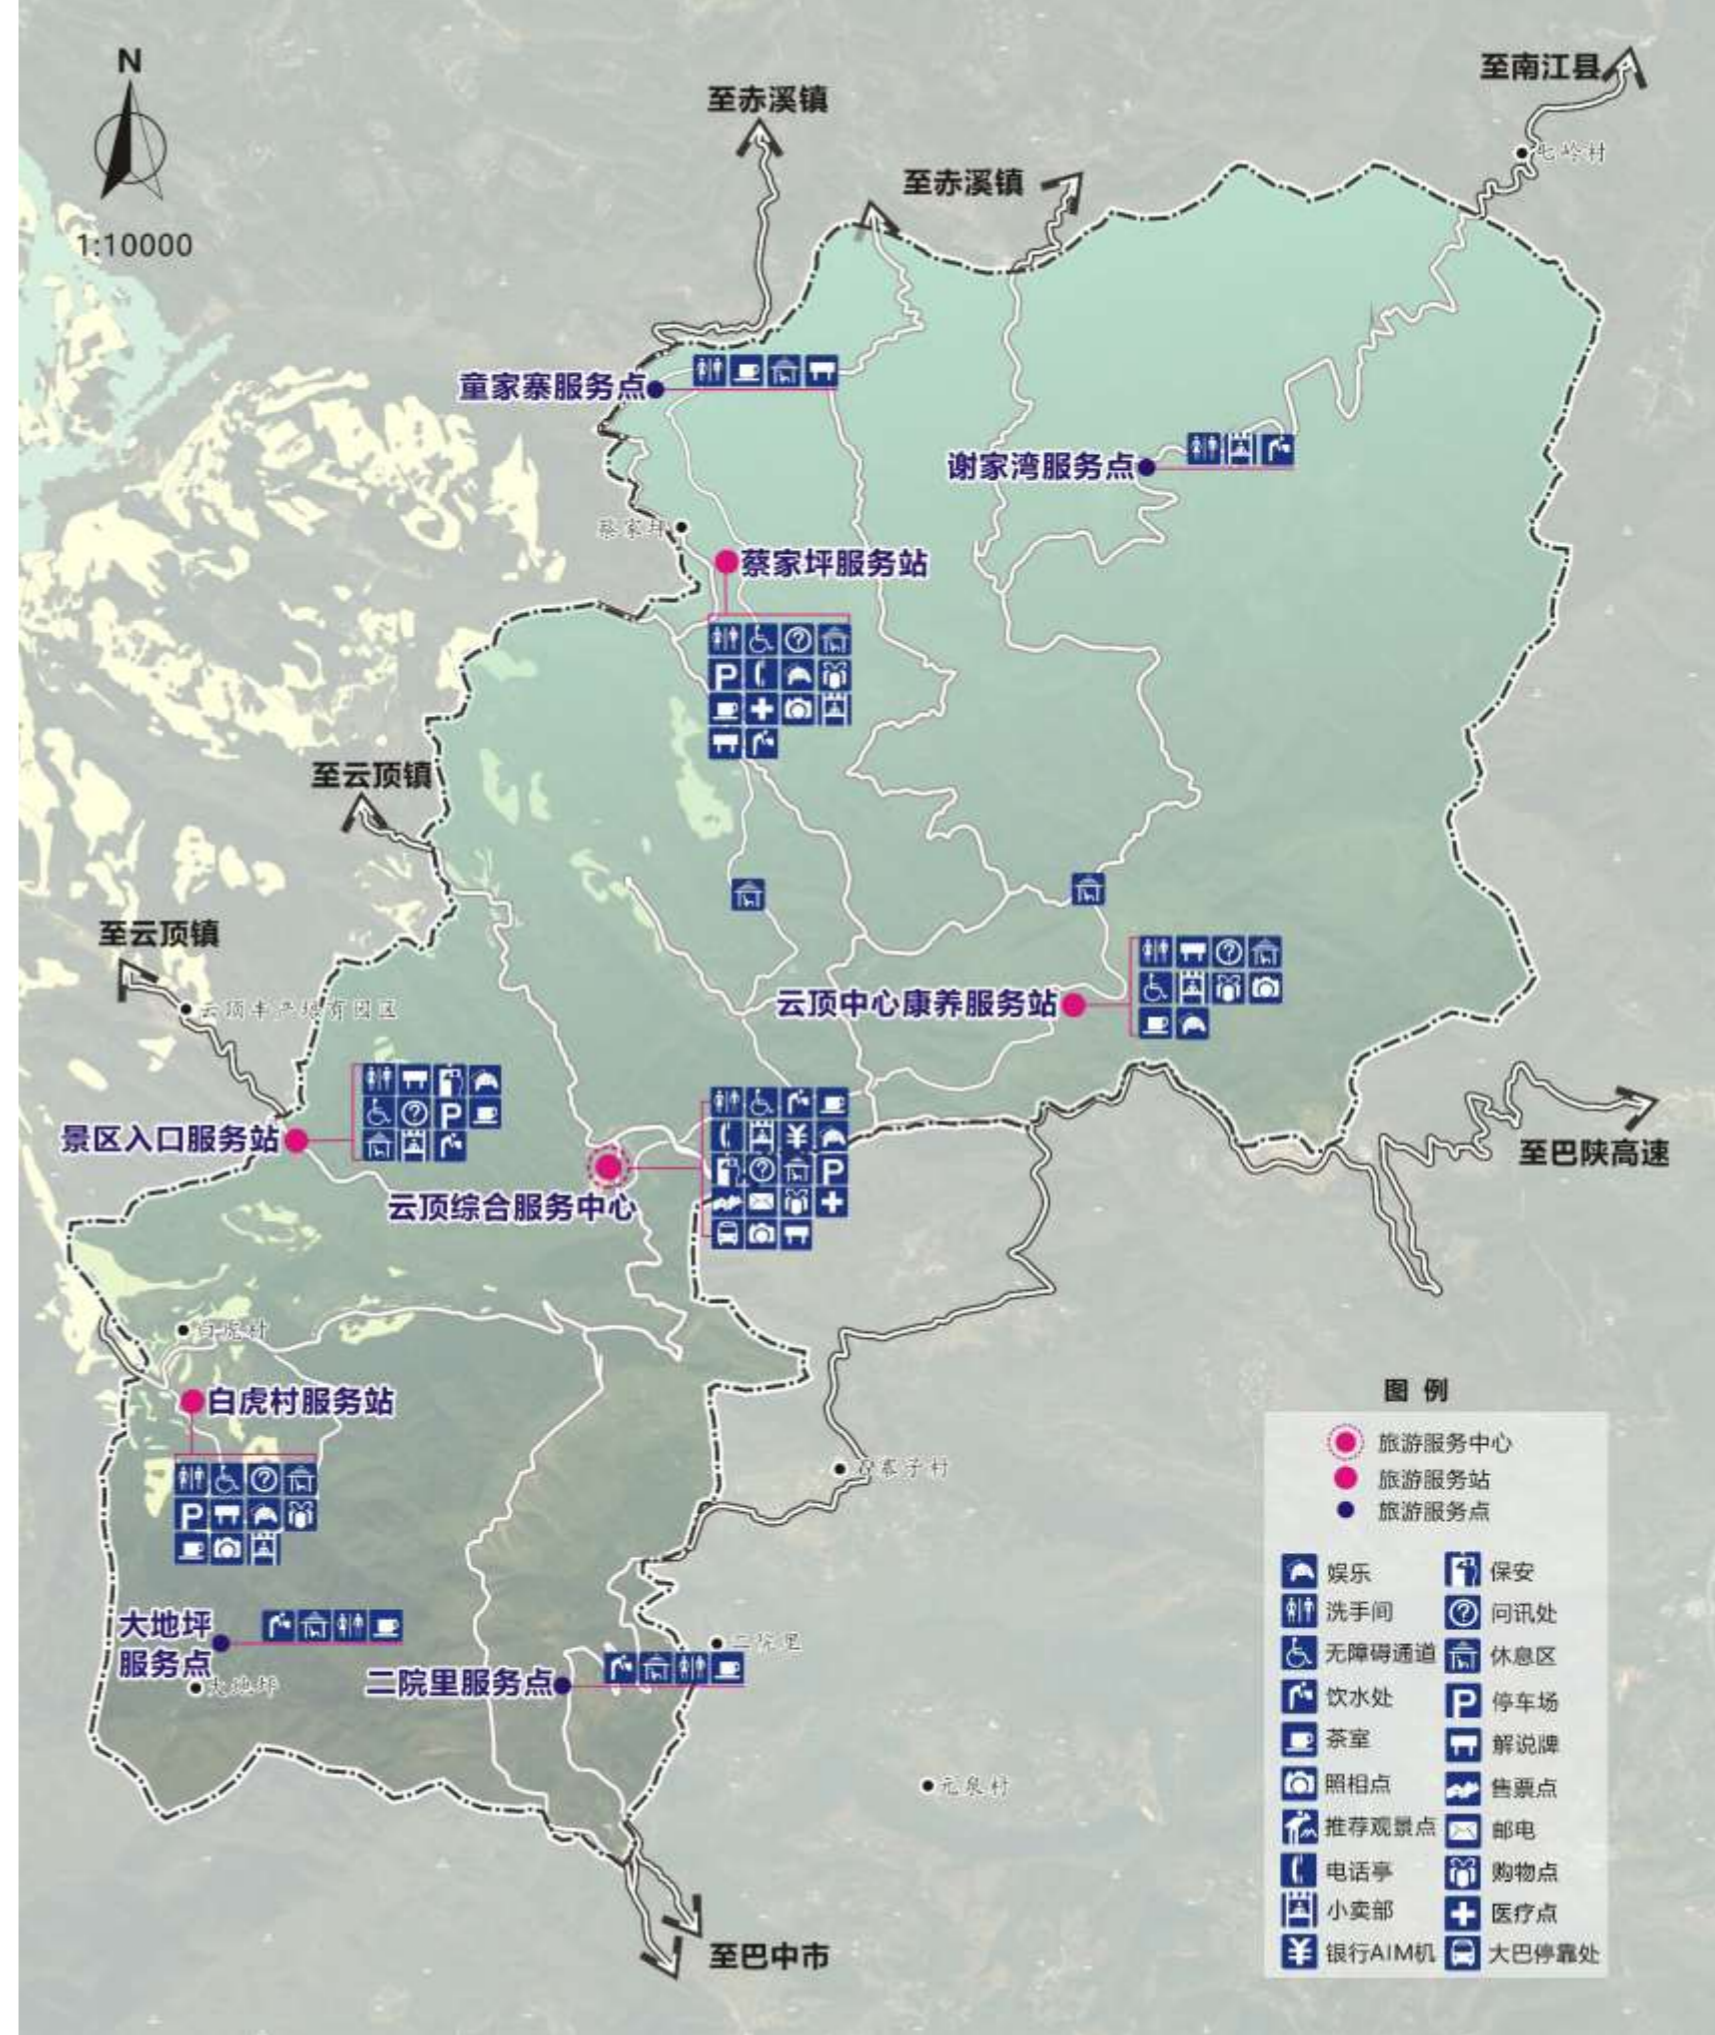 N
1:10000
至南江县
至赤溪镇
七岭村
至赤溪镇
童家寨服务点
谢家湾服务点
蔡家坪
蔡家坪服务站
P
至云顶镇
至云顶镇
云顶中心康养服务站
P
景区入口服务站
¥
P
云顶综合服务中心
至巴陕高速
白虎村
白虎村服务站
P
大地坪
服务点
大地坪
二院里
二院里服务点
元泉村
至巴中市
图 例
旅游服务中心
旅游服务站
旅游服务点
娱乐
保安
洗手间
问讯处
无障碍通道
休息区
饮水处
P
停车场
茶室
解说牌
照相点
售票点
推荐观景点
邮电
电话亭
购物点
小卖部
医疗点
¥
银行AIM机
大巴停靠处